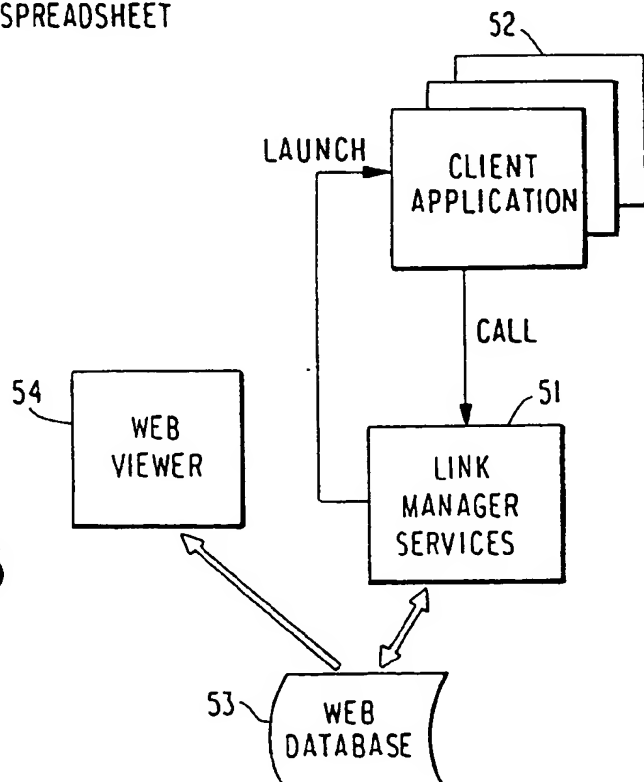 SPREADSHEET
52
LAUNCH
CLIENT
APPLICATION
CALL
54
51
WEB
VIEWER
LINK
MANAGER
SERVICES
53
WEB
DATABASE